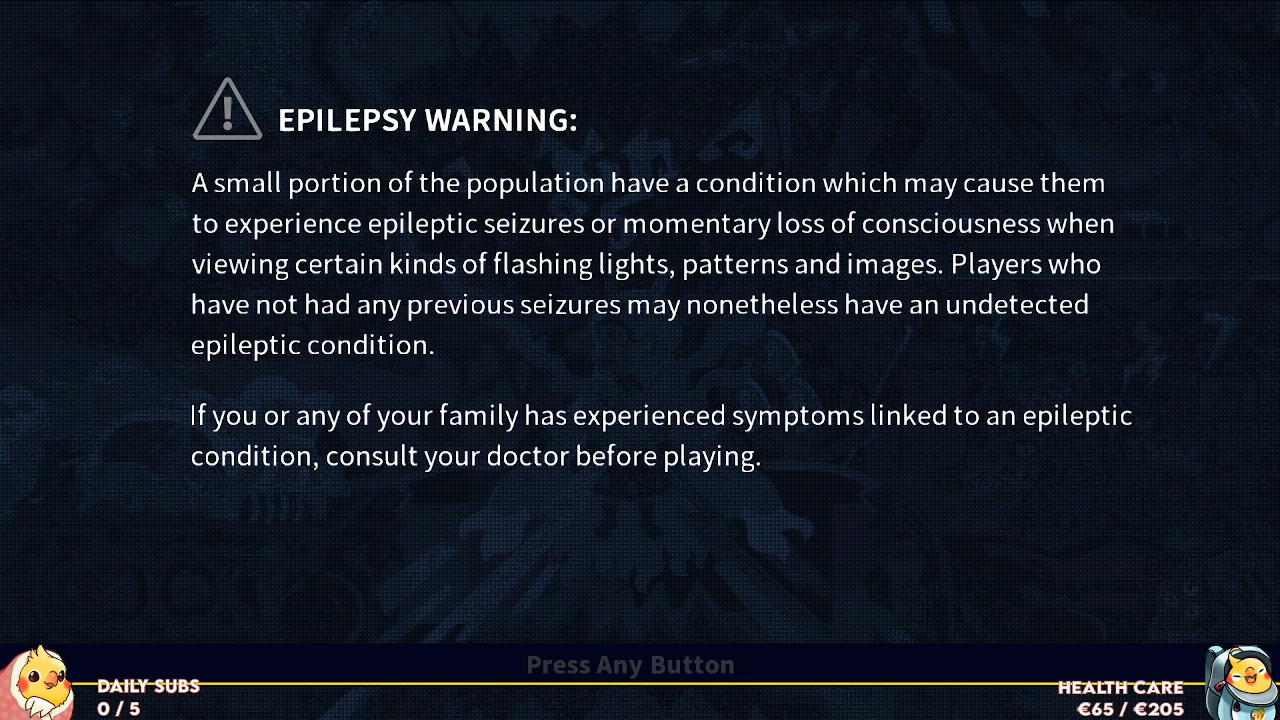 EPILEPSY WARNING:
A small portion of the population have a condition which may cause them
to experience epileptic seizures or momentary loss of consciousness when
viewing certain kinds of flashing lights, patterns and images. Players who
have not had any previous seizures may nonetheless have an undetected
epileptic condition.
If you or any of your family has experienced symptoms linked to an epileptic
condition, consult your doctor before playing.
Press Any Button
DAILY SUBS
0 / 5
HEALTH CARE
€65 / €205